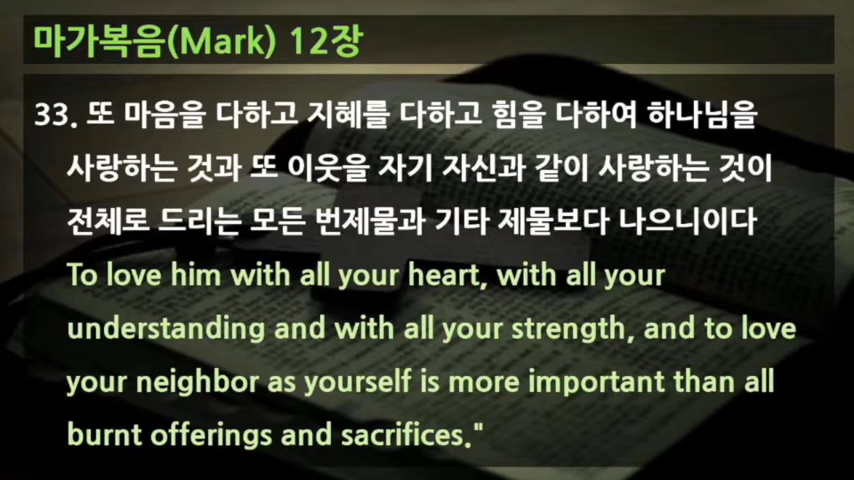 마가복음(Mark) 12장
33. 또 마음을 다하고 지혜를 다하고 힘을 다하여 하나님을
사랑하는 것과 또 이웃을 자기 자신과 같이 사랑하는 것이
전체로 드리는 모든 번제물과 기타 제물보다 나으니이다
To love him with all your heart, with all your
understanding and with all your strength, and to love
your neighbor as yourself is more important than all
burnt offerings and sacrifices."